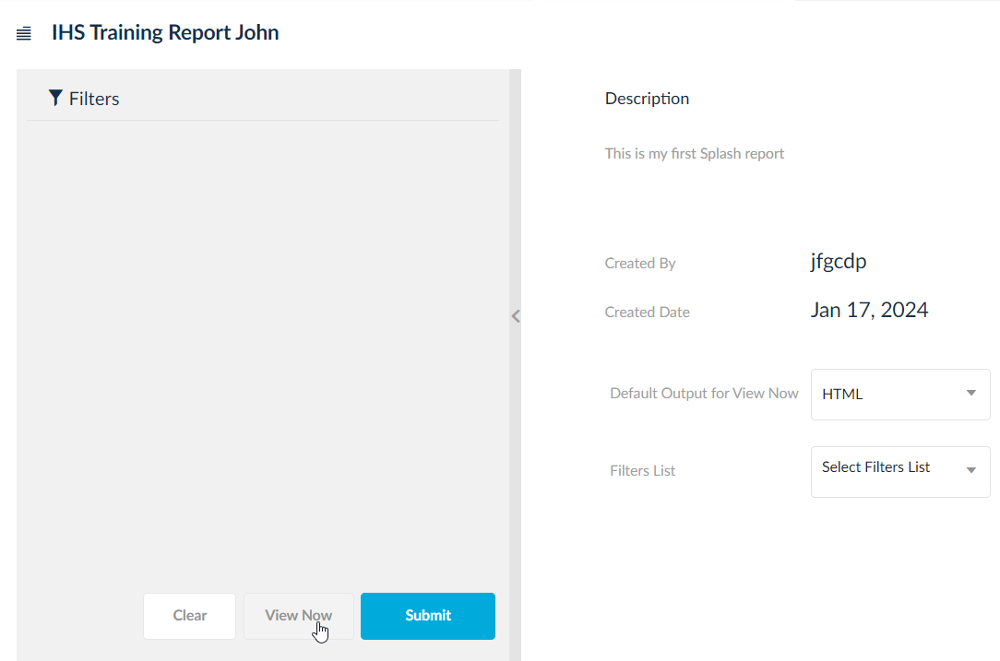 IHS Training Report John
Filters
Clear
View Now
Submit
Description
This is my first Splash report
Created By
jfgcdp
Created Date
Jan 17, 2024
Default Output for View Now
HTML
Filters List
Select Filters List